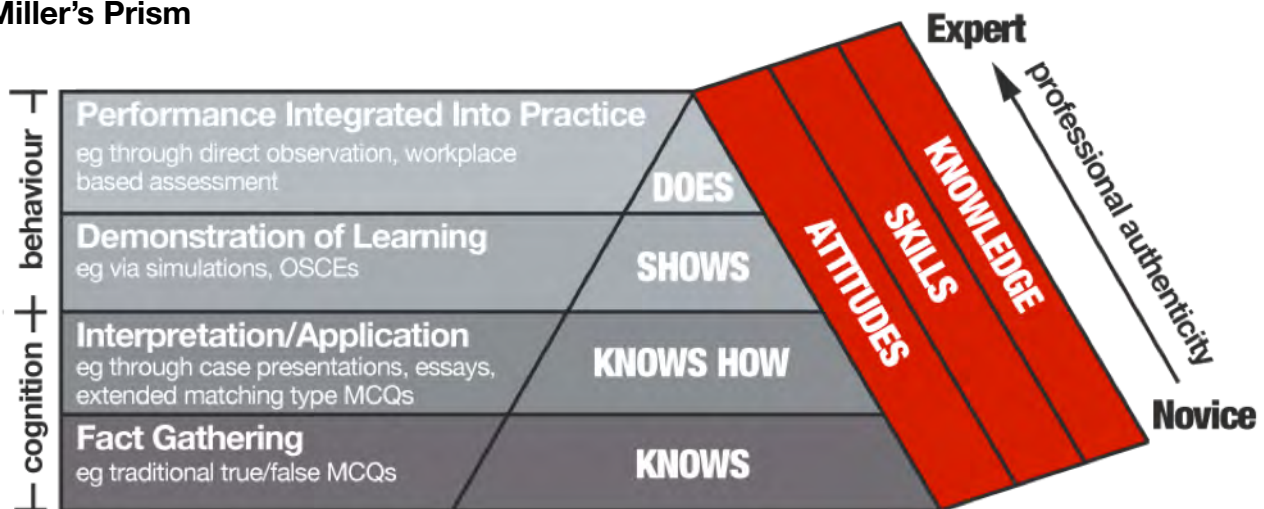 Miller's Prism
Expert
professional authenticity
Novice
behaviour
cognition
Performance Integrated Into Practice
eg through direct observation, workplace
based assessment
DOES
Demonstration of Learning
eg via simulations, OSCEs
SHOWS
Interpretation/Application
eg through case presentations, essays,
extended matching type MCQs
KNOWS HOW
Fact Gathering
eg traditional true/false MCQs
KNOWS
ATTITUDES
SKILLS
KNOWLEDGE